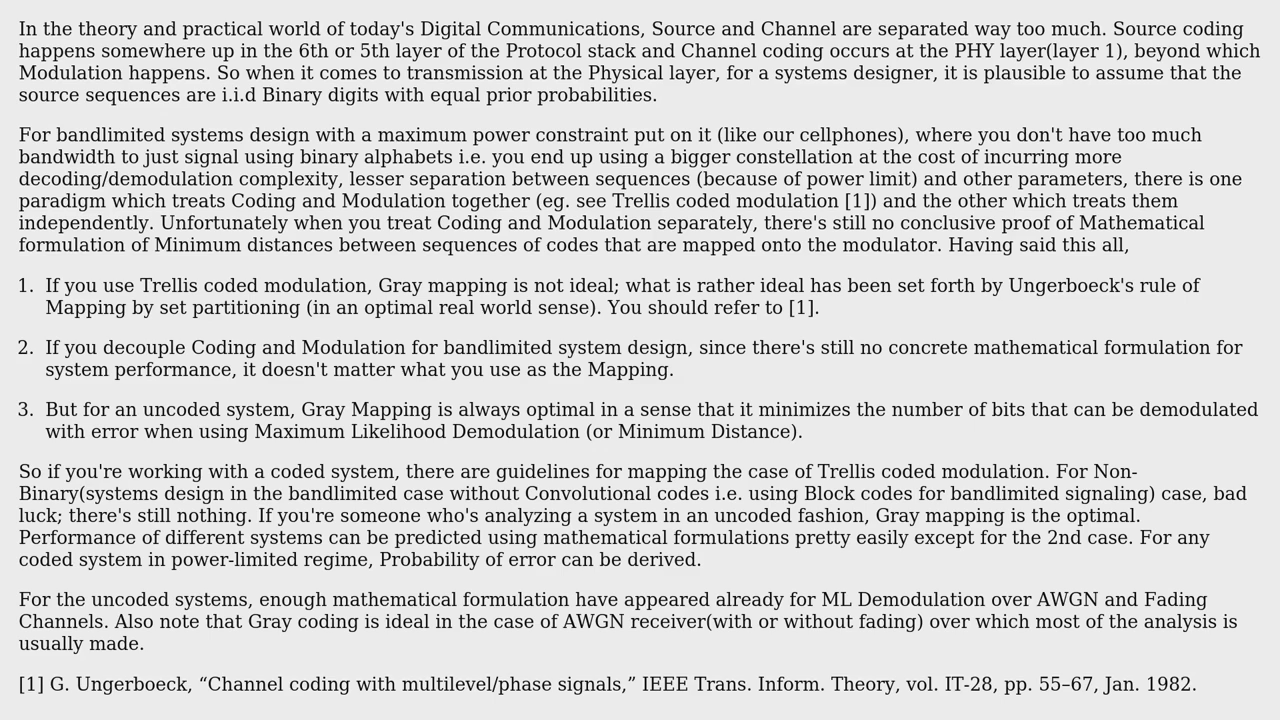 In the theory and practical world of today's Digital Communications, Source and Channel are separated way too much. Source coding
happens somewhere up in the 6th or 5th layer of the Protocol stack and Channel coding occurs at the PHY layer(layer 1), beyond which
Modulation happens. So when it comes to transmission at the Physical layer, for a systems designer, it is plausible to assume that the
source sequences are i.i.d Binary digits with equal prior probabilities.
For bandlimited systems design with a maximum power constraint put on it (like our cellphones), where you don't have too much
bandwidth to just signal using binary alphabets i.e. you end up using a bigger constellation at the cost of incurring more
decoding/demodulation complexity, lesser separation between sequences (because of power limit) and other parameters, there is one
paradigm which treats Coding and Modulation together (eg. see Trellis coded modulation [1]) and the other which treats them
independently. Unfortunately when you treat Coding and Modulation separately, there's still no conclusive proof of Mathematical
formulation of Minimum distances between sequences of codes that are mapped onto the modulator. Having said this all,
1. If you use Trellis coded modulation, Gray mapping is not ideal; what is rather ideal has been set forth by Ungerboeck's rule of
Mapping by set partitioning (in an optimal real world sense). You should refer to [1].
2. If you decouple Coding and Modulation for bandlimited system design, since there's still no concrete mathematical formulation for
system performance, it doesn't matter what you use as the Mapping.
3. But for an uncoded system, Gray Mapping is always optimal in a sense that it minimizes the number of bits that can be demodulated
with error when using Maximum Likelihood Demodulation (or Minimum Distance).
So if you're working with a coded system, there are guidelines for mapping the case of Trellis coded modulation. For Non-
Binary(systems design in the bandlimited case without Convolutional codes i.e. using Block codes for bandlimited signaling) case, bad
luck; there's still nothing. If you're someone who's analyzing a system in an uncoded fashion, Gray mapping is the optimal.
Performance of different systems can be predicted using mathematical formulations pretty easily except for the 2nd case. For any
coded system in power-limited regime, Probability of error can be derived.
For the uncoded systems, enough mathematical formulation have appeared already for ML Demodulation over AWGN and Fading
Channels. Also note that Gray coding is ideal in the case of AWGN receiver(with or without fading) over which most of the analysis is
usually made.
[1] G. Ungerboeck, “Channel coding with multilevel/phase signals,” IEEE Trans. Inform. Theory, vol. IT-28, pp. 55–67, Jan. 1982.